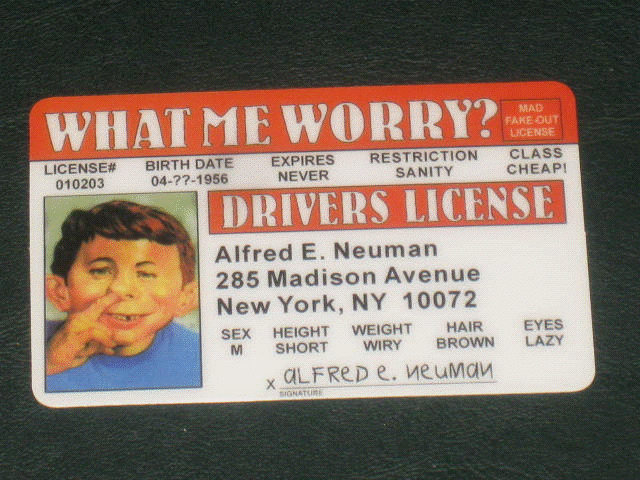 WHAT ME WORRY?
MAD
FAKE-OUT
LICENSE
LICENSE# BIRTH DATE EXPIRES RESTRICTION CLASS
010203 04-??-1956 NEVER SANITY CHEAP!
DRIVERS LICENSE
Alfred E. Neuman
285 Madison Avenue
New York, NY 10072
SEX HEIGHT WEIGHT HAIR EYES
M SHORT WIRY BROWN LAZY
x ALFRED e. NeUMAN
SIGNATURE